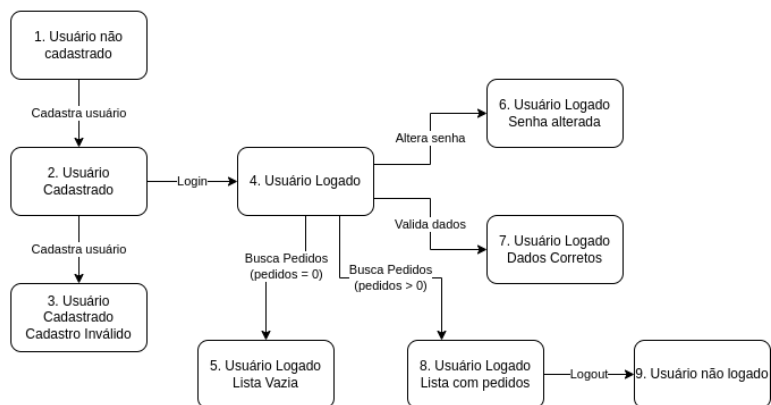 1. Usuário não
cadastrado
Cadastra usuário
2. Usuário
Cadastrado
Login
4. Usuário Logado
Altera senha
6. Usuário Logado
Senha alterada
Valida dados
7. Usuário Logado
Dados Corretos
Cadastra usuário
3. Usuário
Cadastrado
Cadastro Inválido
Busca Pedidos
(pedidos = 0)
Busca Pedidos
(pedidos > 0)
5. Usuário Logado
Lista Vazia
8. Usuário Logado
Lista com pedidos
Logout
9. Usuário não logado